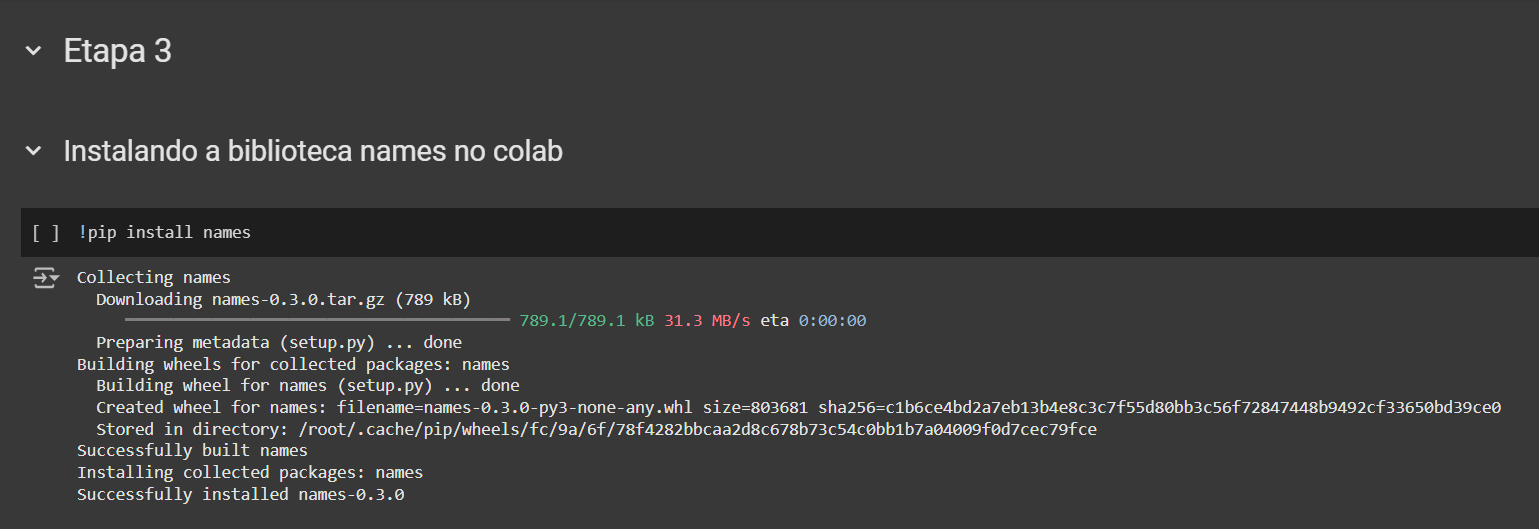 Etapa 3
Instalando a biblioteca names no colab
[ ] !pip install names
Collecting names
Downloading names-0.3.0.tar.gz (789 kB)
789.1/789.1 kB 31.3 MB/s eta 0:00:00
Preparing metadata (setup.py) ... done
Building wheels for collected packages: names
Building wheel for names (setup.py) ... done
Created wheel for names: filename=names-0.3.0-py3-none-any.whl size=803681 sha256=c1b6ce4bd2a7eb13b4e8c3c7f55d80bb3c56f72847448b9492cf33650bd39ce0
Stored in directory: /root/.cache/pip/wheels/fc/9a/6f/78f4282bbcaa2d8c678b73c54c0bb1b7a04009f0d7cec79fce
Successfully built names
Installing collected packages: names
Successfully installed names-0.3.0